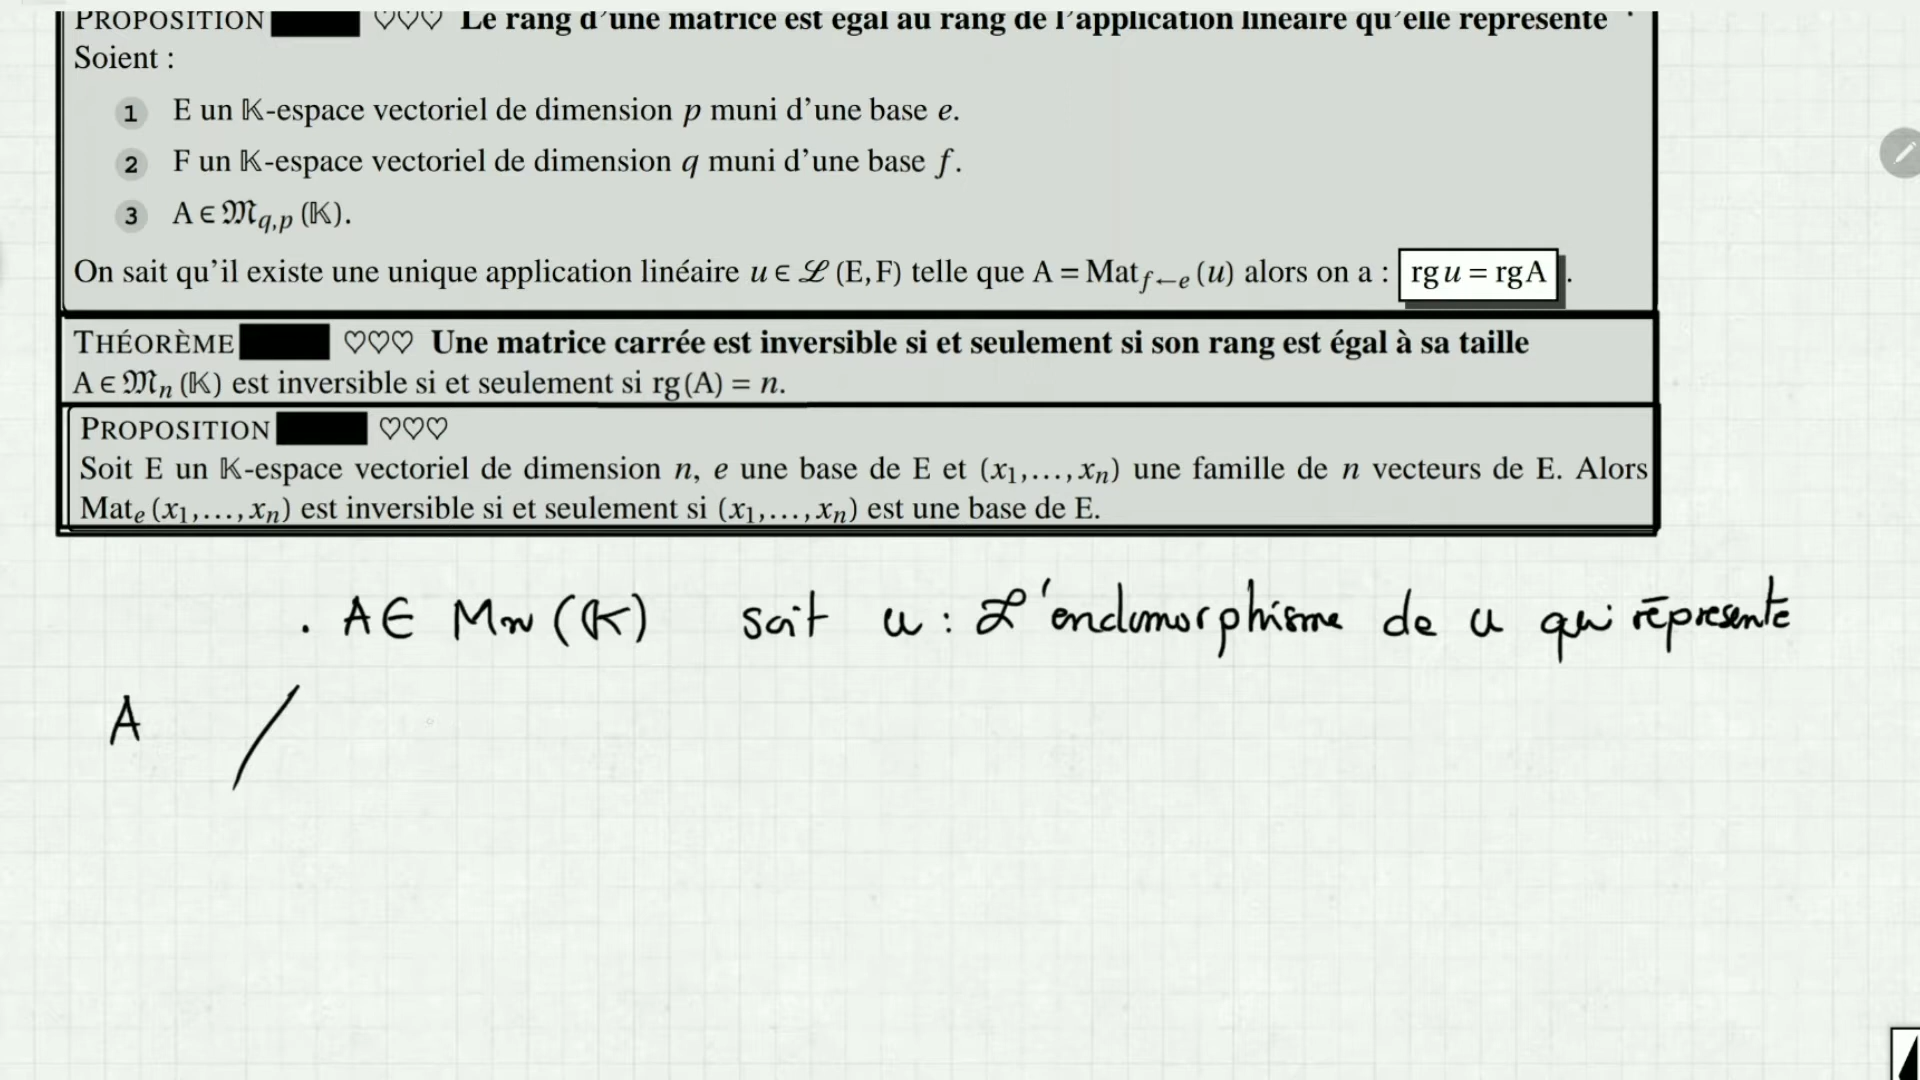 PROPOSITION ♡♡♡ Le rang d'une matrice est égal au rang de l'application linéaire qu'elle représente
Soient :
1 E un 𝕂-espace vectoriel de dimension p muni d'une base e.
2 F un 𝕂-espace vectoriel de dimension q muni d'une base f.
3 A ∈ 𝔐q,p (𝕂).
On sait qu'il existe une unique application linéaire u ∈ ℒ (E,F) telle que A = Mat f←e (u) alors on a : rg u = rg A .
THÉORÈME ♡♡♡ Une matrice carrée est inversible si et seulement si son rang est égal à sa taille
A ∈ 𝔐n (𝕂) est inversible si et seulement si rg(A) = n.
PROPOSITION ♡♡♡
Soit E un 𝕂-espace vectoriel de dimension n, e une base de E et (x1,...,xn) une famille de n vecteurs de E. Alors
Mate (x1,...,xn) est inversible si et seulement si (x1,...,xn) est une base de E.
. A ∈ Mn (𝕂) soit u : L'endomorphisme de u qui réprésente
A /